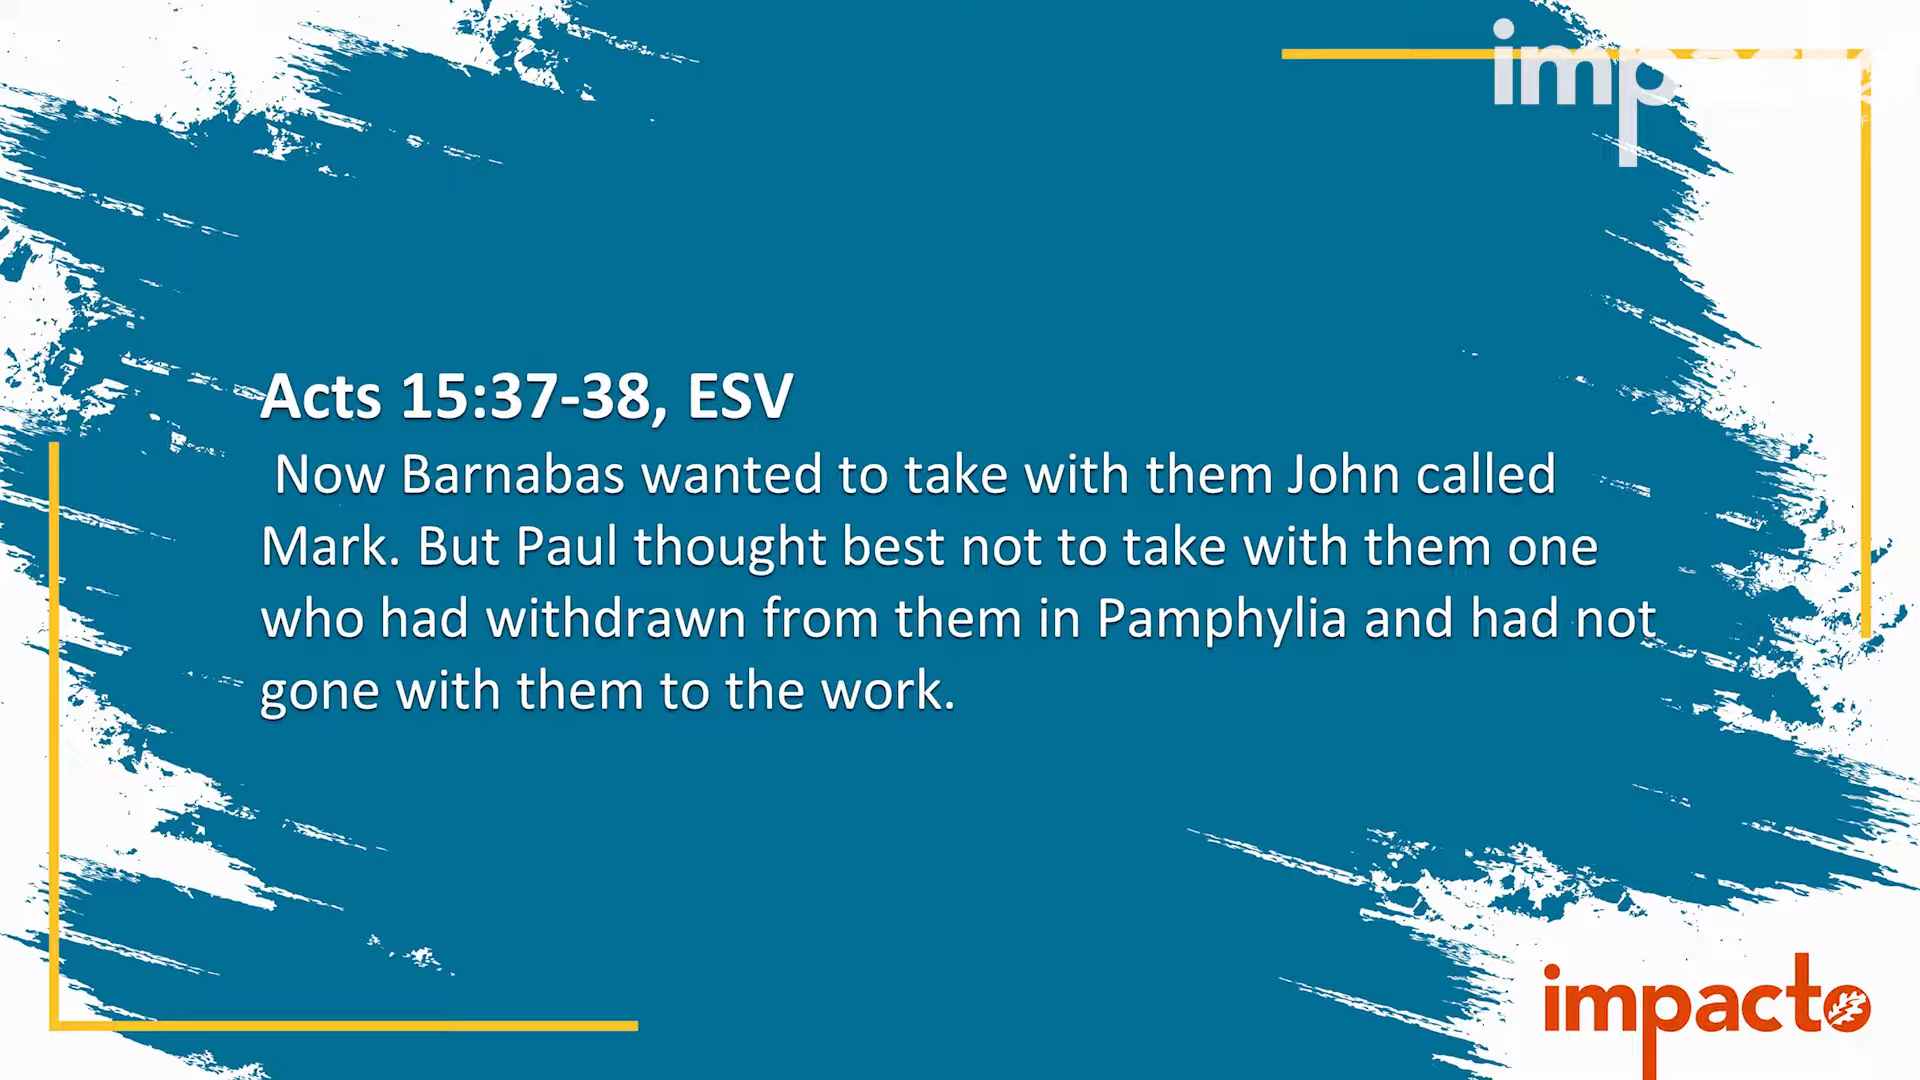 imp
F
Acts 15:37-38, ESV
Now Barnabas wanted to take with them John called
Mark. But Paul thought best not to take with them one
who had withdrawn from them in Pamphylia and had not
gone with them to the work.
impacto